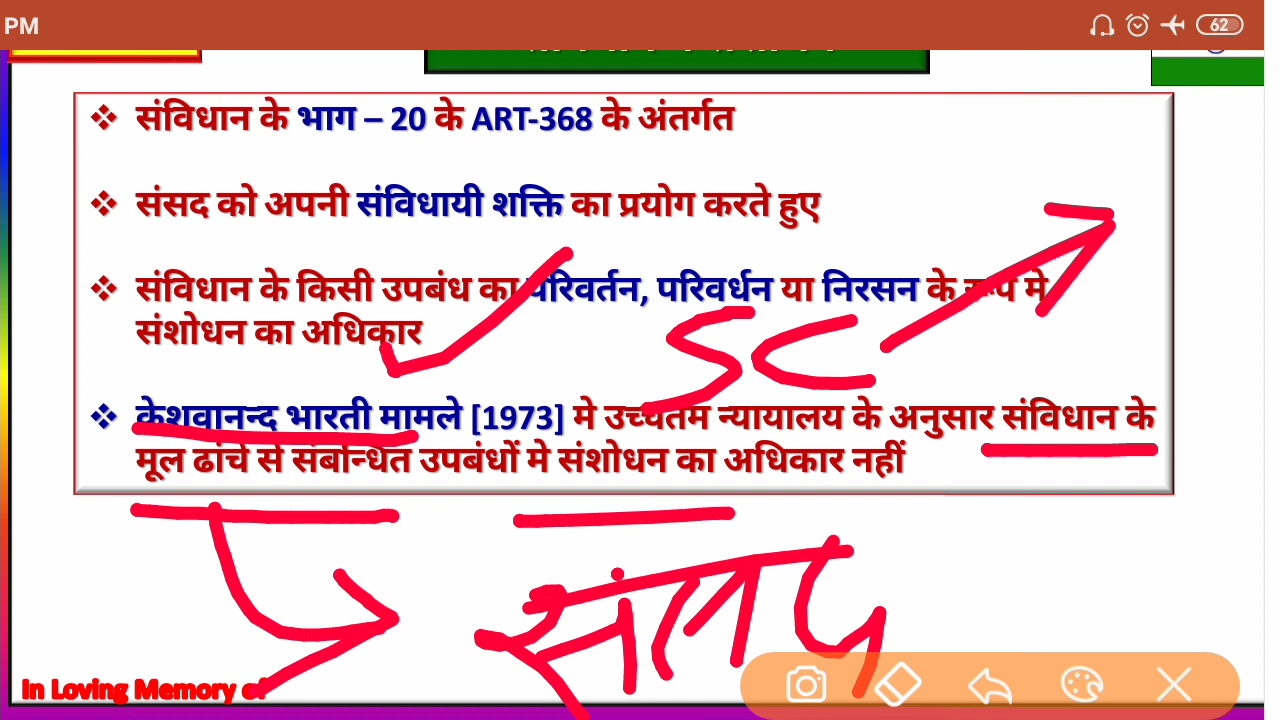 PM
62
❖ संविधान के भाग – 20 के ART-368 के अंतर्गत
❖ संसद को अपनी संविधायी शक्ति का प्रयोग करते हुए
❖ संविधान के किसी उपबंध का परिवर्तन, परिवर्धन या निरसन के रूप मे
संशोधन का अधिकार
SC
❖ केशवानन्द भारती मामले [1973] मे उच्चतम न्यायालय के अनुसार संविधान के
मूल ढांचे से संबन्धित उपबंधों मे संशोधन का अधिकार नहीं
संसद
In Loving Memory of